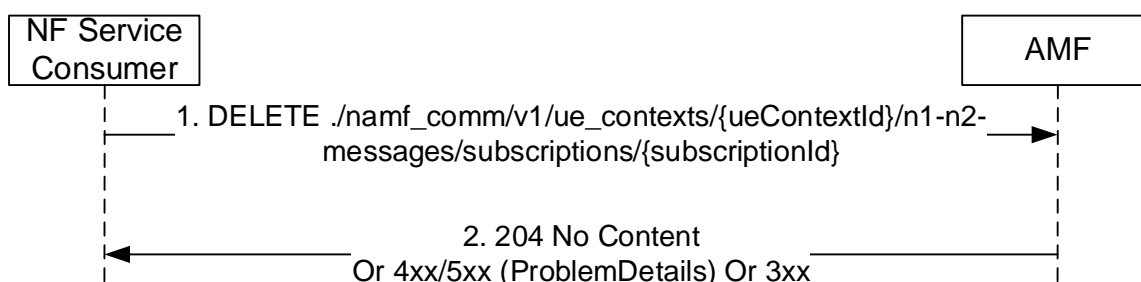 NF Service
Consumer
AMF
1. DELETE ./namf_comm/v1/ue_contexts/{ueContextId}/n1-n2-
messages/subscriptions/{subscriptionId}
2. 204 No Content
Or 4xx/5xx (ProblemDetails) Or 3xx